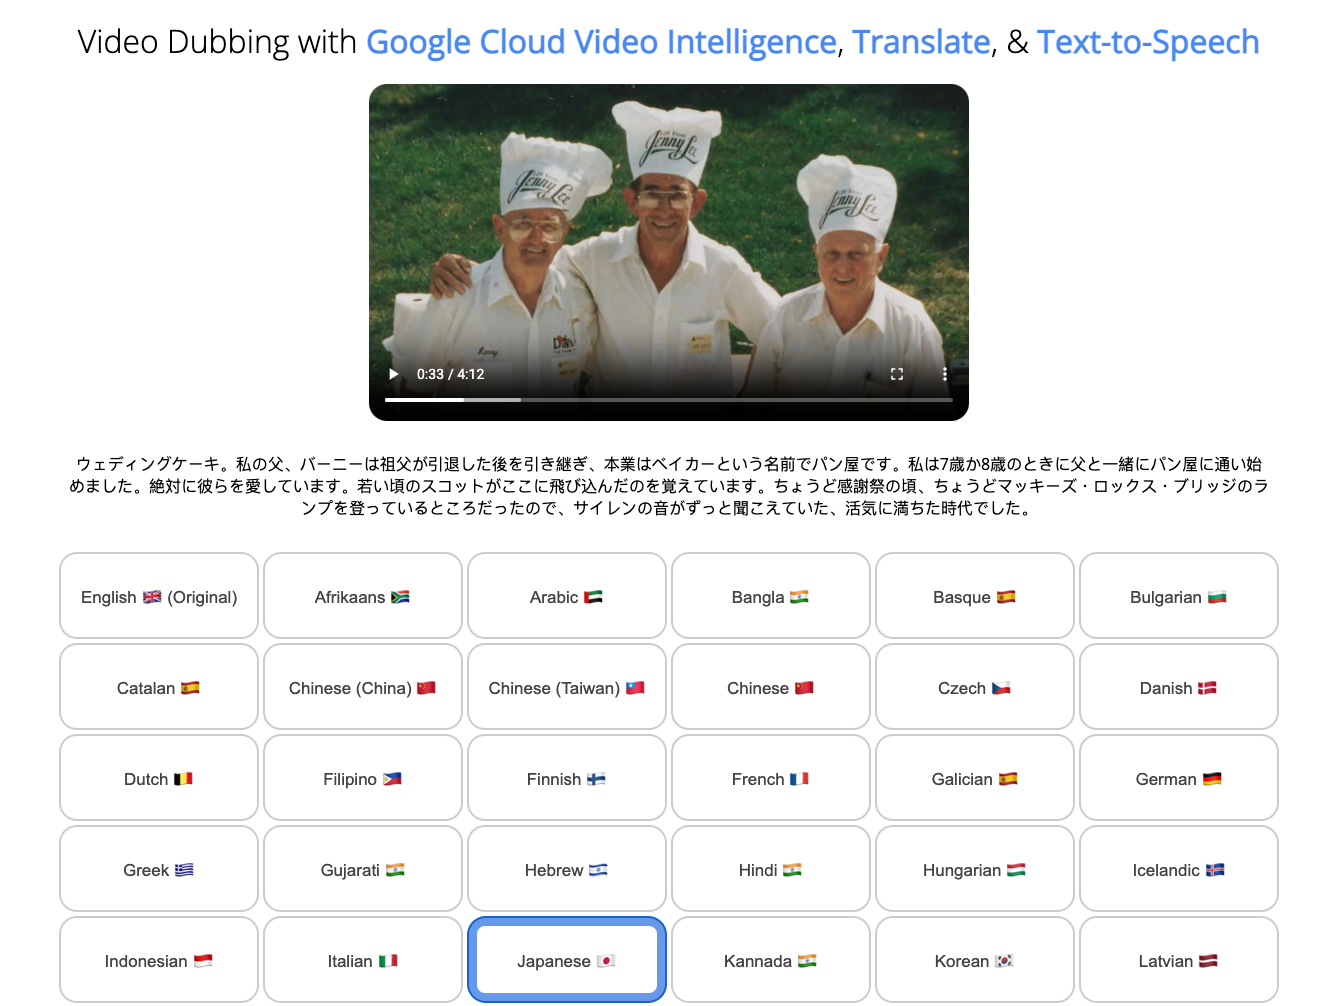 Video Dubbing with Google Cloud Video Intelligence, Translate, & Text-to-Speech
Jenny Lee
Jenny Lee
Jenny Lee
0:33 / 4:12
ウェディングケーキ。私の父、バーニーは祖父が引退した後を引き継ぎ、本業はベイカーという名前でパン屋です。私は7歳か8歳のときに父と一緒にパン屋に通い始
めました。絶対に彼らを愛しています。若い頃のスコットがここに飛び込んだのを覚えています。ちょうど感謝祭の頃、ちょうどマッキーズ・ロックス・ブリッジのラ
ンプを登っているところだったので、サイレンの音がずっと聞こえていた、活気に満ちた時代でした。
English (Original)
Afrikaans
Arabic
Bangla
Basque
Bulgarian
Catalan
Chinese (China)
Chinese (Taiwan)
Chinese
Czech
Danish
Dutch
Filipino
Finnish
French
Galician
German
Greek
Gujarati
Hebrew
Hindi
Hungarian
Icelandic
Indonesian
Italian
Japanese
Kannada
Korean
Latvian